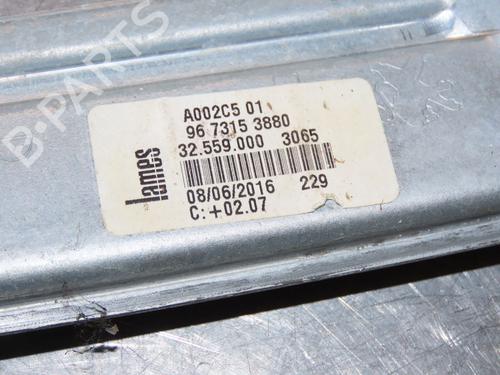 B-PARTS
A002C5 01
96 7315 3880
32.559.000 3065
lames
08/06/2016 229
C:+02.07